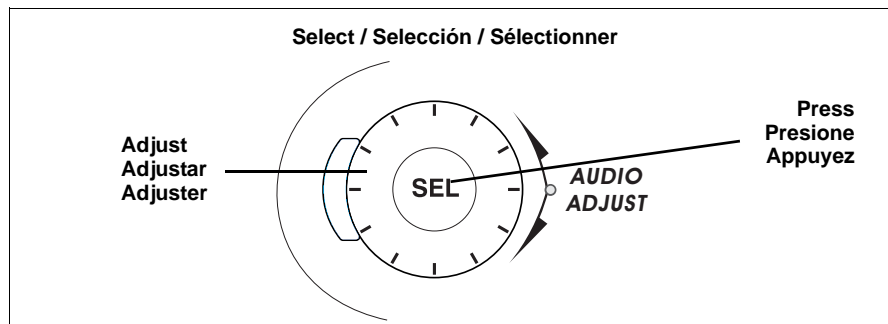 Select / Selección / Sélectionner
Adjust
Adjustar
Adjuster
SEL
AUDIO
ADJUST
Press
Presione
Appuyez